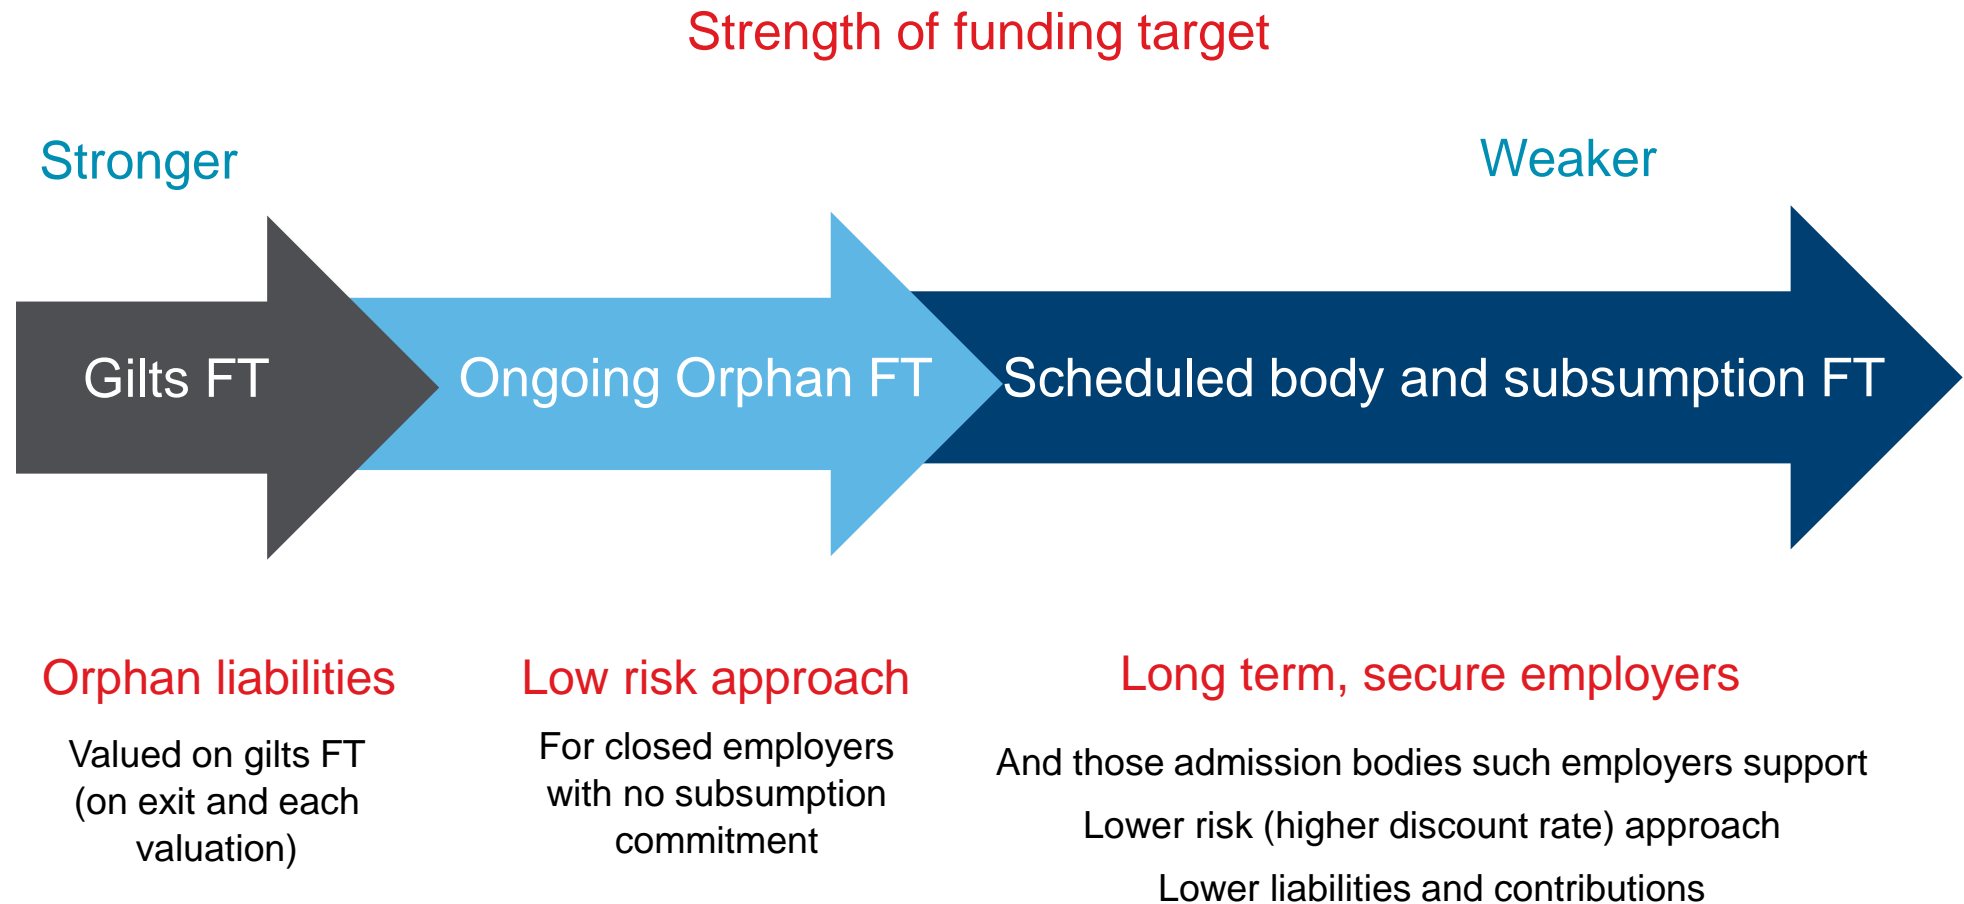 Strength of funding target
Stronger
Weaker
Gilts FT
Ongoing Orphan FT
Scheduled body and subsumption FT
Orphan liabilities
Valued on gilts FT
(on exit and each
valuation)
Low risk approach
For closed employers
with no subsumption
commitment
Long term, secure employers
And those admission bodies such employers support
Lower risk (higher discount rate) approach
Lower liabilities and contributions